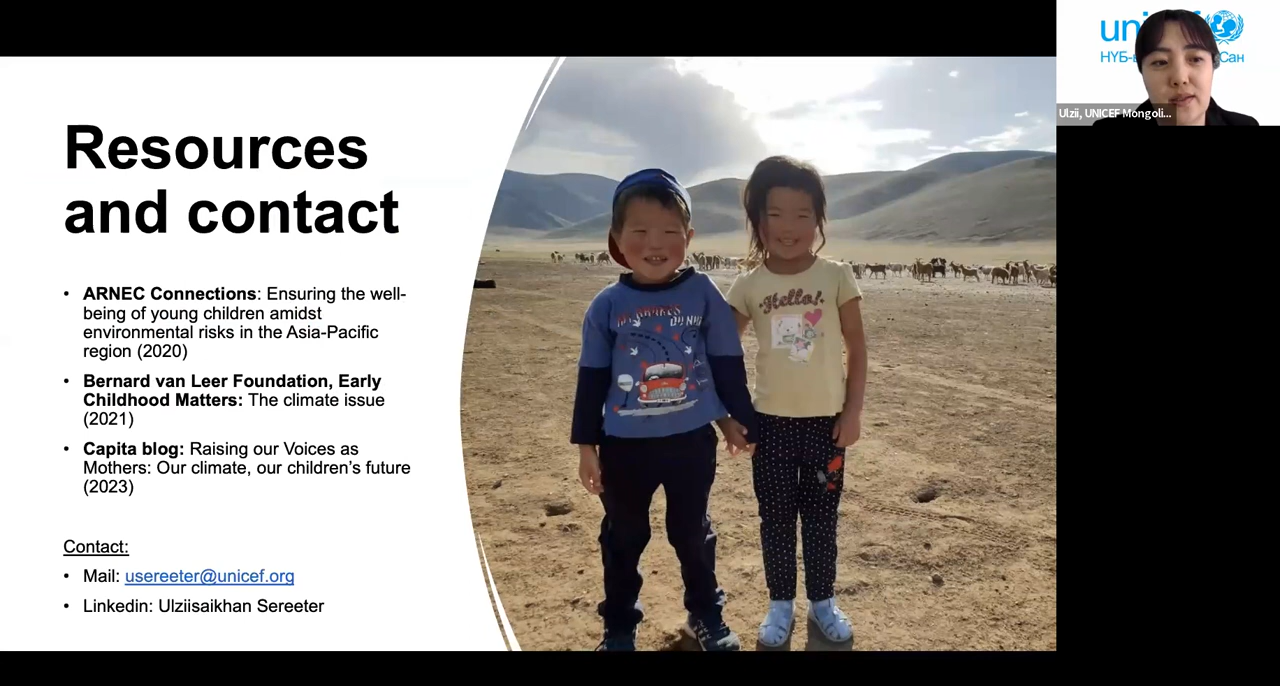 Resources
and contact
• ARNEC Connections: Ensuring the well-
being of young children amidst
environmental risks in the Asia-Pacific
region (2020)
• Bernard van Leer Foundation, Early
Childhood Matters: The climate issue
(2021)
• Capita blog: Raising our Voices as
Mothers: Our climate, our children's future
(2023)
Contact:
• Mail: usereeter@unicef.org
• Linkedin: Ulziisaikhan Sereeter
Hello!
Ulzii, UNICEF Mongoli...